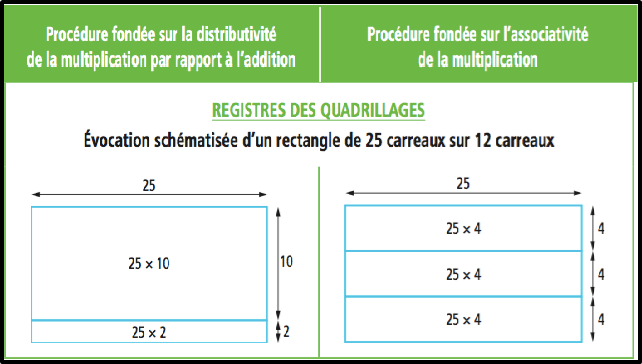 Procédure fondée sur la distributivité
de la multiplication par rapport à l'addition
Procédure fondée sur l'associativité
de la multiplication
REGISTRES DES QUADRILLAGES
Évocation schématisée d'un rectangle de 25 carreaux sur 12 carreaux
25
25 × 10
10
25 × 2
2
25
25 × 4
4
25 × 4
4
25 × 4
4